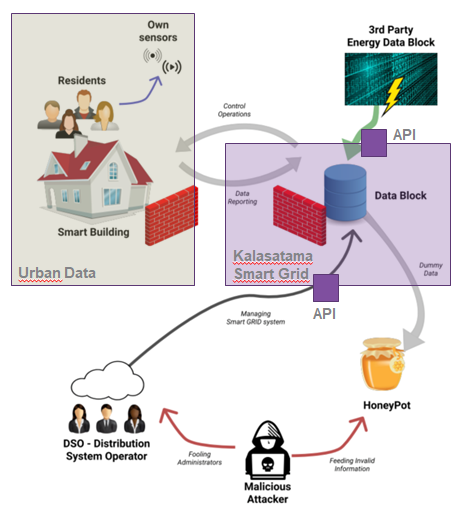 Own
sensors
3rd Party
Energy Data Block
Residents
Control
Operations
API
Data Block
Data
Reporting
Smart Building
Kalasatama
Smart Grid
Urban Data
Dummy
Data
API
Managing
Smart GRID system
HoneyPot
DSO - Distribution
System Operator
Fooling
Administrators
Feeding Invalid
Information
Malicious
Attacker